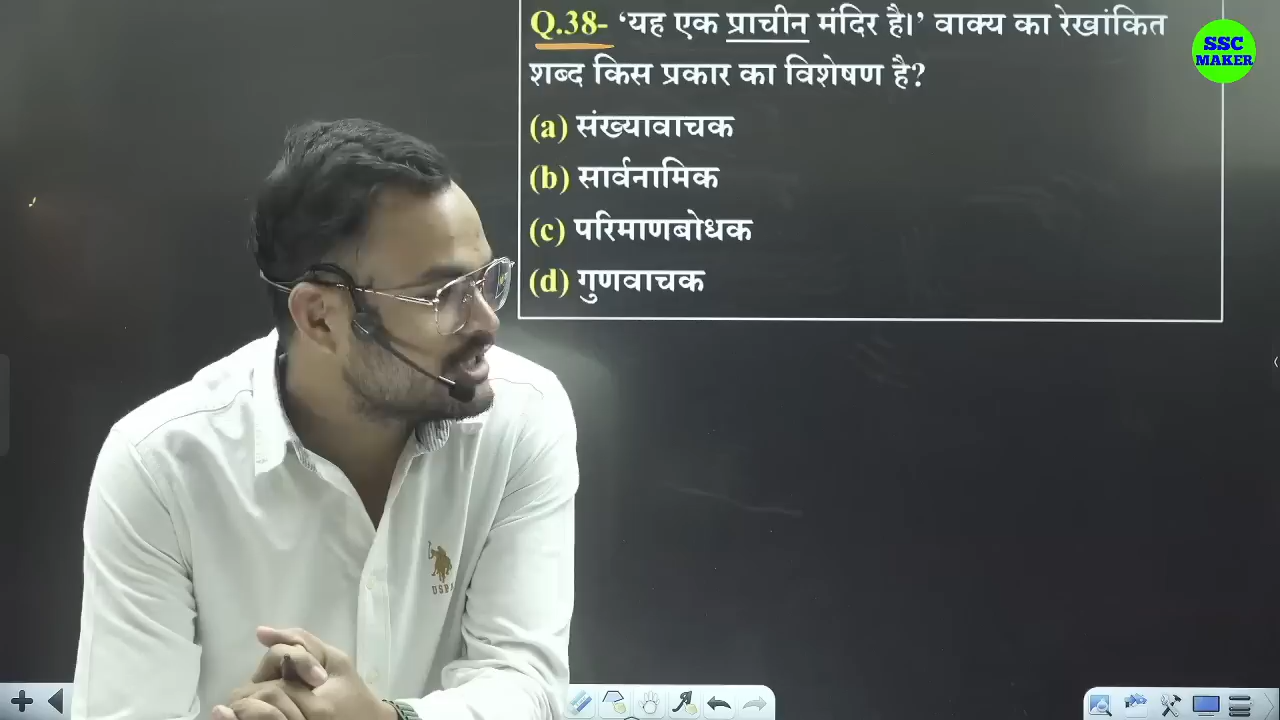 Q.38- ‘यह एक प्राचीन मंदिर है।’ वाक्य का रेखांकित
शब्द किस प्रकार का विशेषण है?
(a) संख्यावाचक
(b) सार्वनामिक
(c) परिमाणबोधक
(d) गुणवाचक
SSC
MAKER